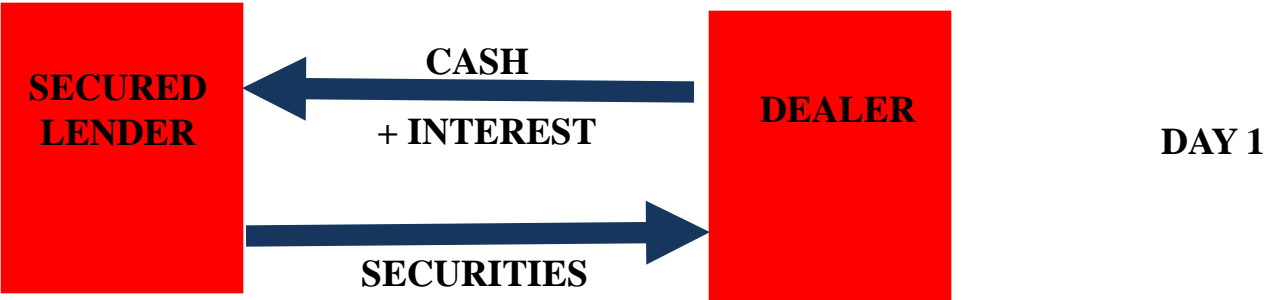 SECURED
LENDER
CASH
+ INTEREST
SECURITIES
DEALER
DAY 1